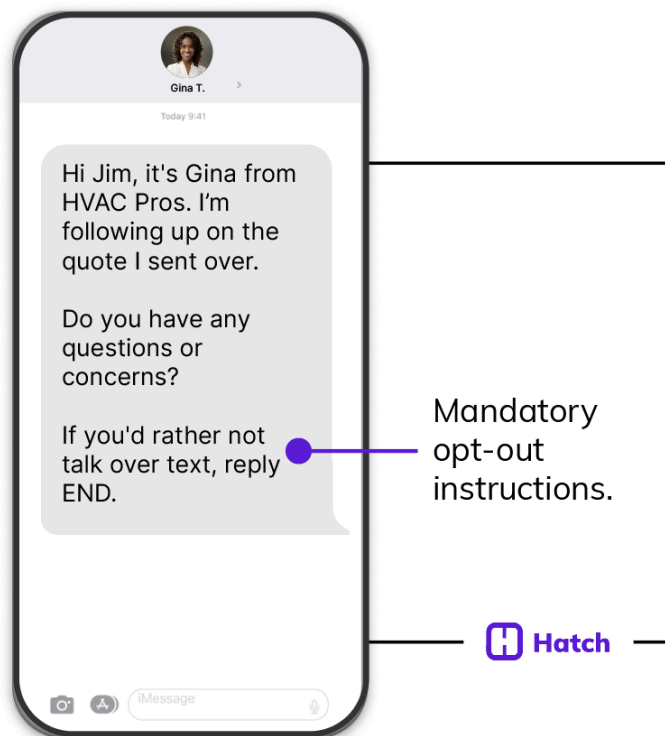 Gina T.
Today 9:41
Hi Jim, it's Gina from
HVAC Pros. I’m
following up on the
quote I sent over.
Do you have any
questions or
concerns?
If you'd rather not
talk over text, reply
END.
Mandatory
opt-out
instructions.
Hatch
iMessage